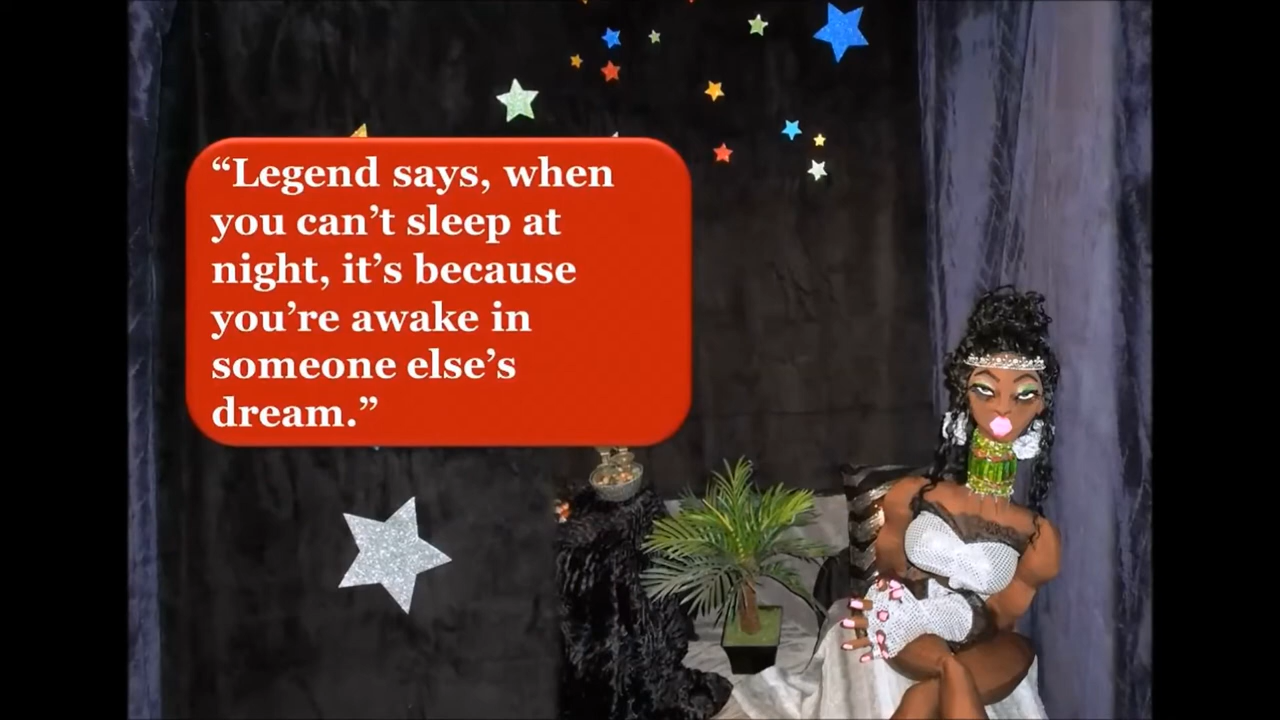 “Legend says, when
you can’t sleep at
night, it’s because
you’re awake in
someone else’s
dream.”